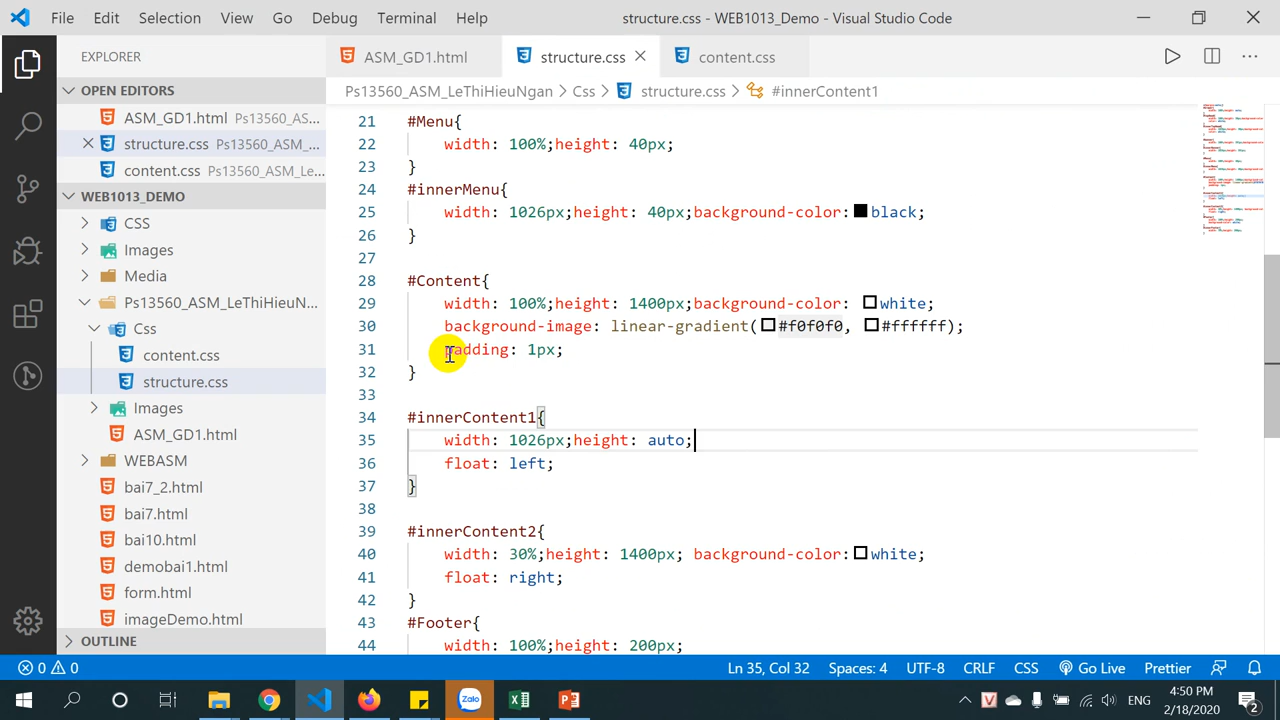 File Edit Selection View Go Debug Terminal Help structure.css - WEB1013_Demo - Visual Studio Code
EXPLORER
ASM_GD1.html structure.css content.css
OPEN EDITORS
ASM_GD1.html Ps13560_AS...
structure.css Ps13560_ASM_...
content.css Ps13560_ASM_Le...
WEB1013_DEMO
CSS
Images
Media
Ps13560_ASM_LeThiHieuN...
Css
content.css
structure.css
Images
ASM_GD1.html
WEBASM
bai7_2.html
bai7.html
bai10.html
demobai1.html
form.html
imageDemo.html
OUTLINE
Ps13560_ASM_LeThiHieuNgan > Css > structure.css > #innerContent1
21 #Menu{
22 width: 100%;height: 40px;
23 }
24 #innerMenu{
25 width: 1026px;height: 40px;background-color: black;
26 }
27
28 #Content{
29 width: 100%;height: 1400px;background-color: white;
30 background-image: linear-gradient(#f0f0f0, #ffffff);
31 padding: 1px;
32 }
33
34 #innerContent1{
35 width: 1026px;height: auto;
36 float: left;
37 }
38
39 #innerContent2{
40 width: 30%;height: 1400px; background-color: white;
41 float: right;
42 }
43 #Footer{
44 width: 100%;height: 200px;
0 0 Ln 35, Col 32 Spaces: 4 UTF-8 CRLF CSS Go Live Prettier
Zalo ENG 4:50 PM
2/18/2020 2